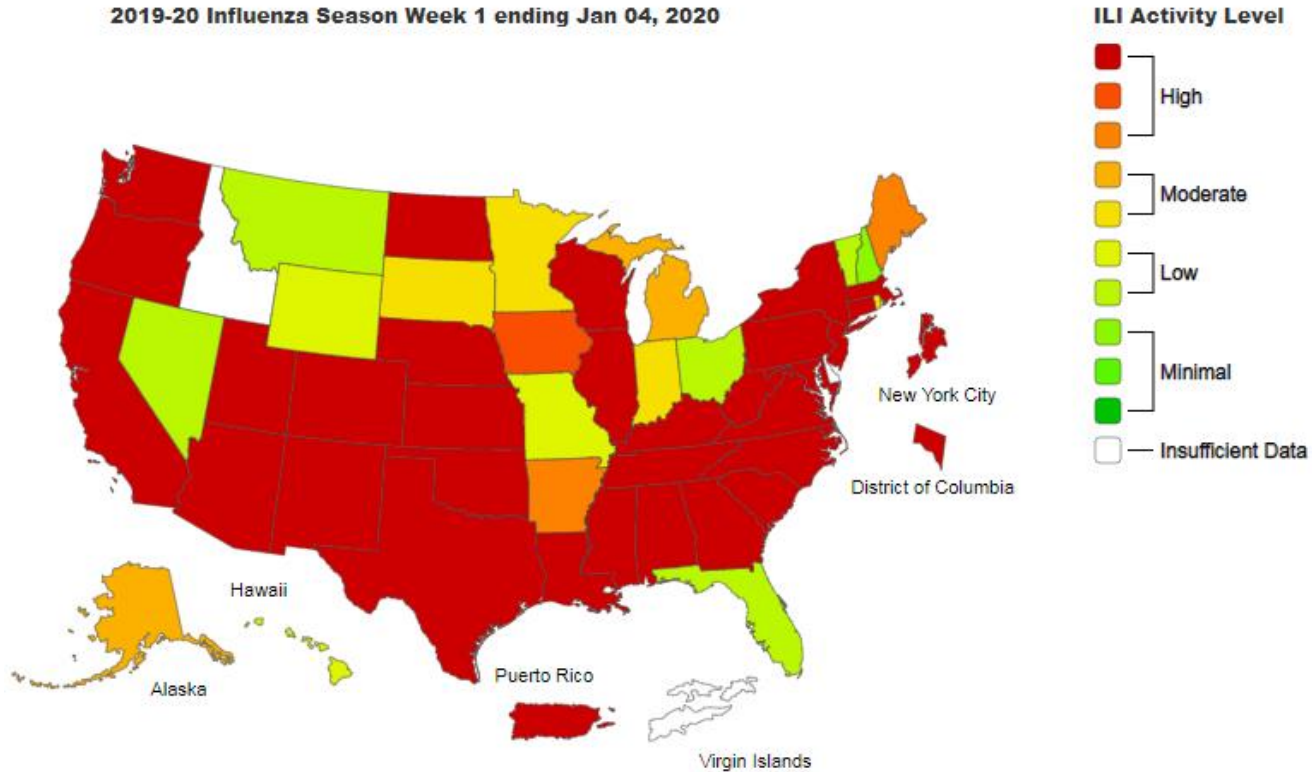 2019-20 Influenza Season Week 1 ending Jan 04, 2020
ILI Activity Level
High
Moderate
Low
Minimal
Insufficient Data
New York City
District of Columbia
Hawaii
Alaska
Puerto Rico
Virgin Islands